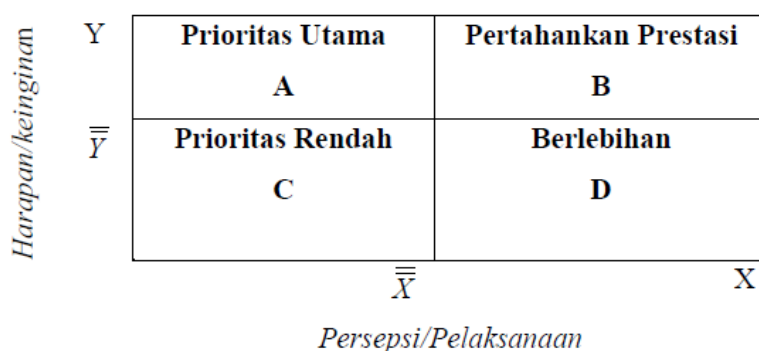 Y
Prioritas Utama
Pertahankan Prestasi
A
B
Harapan/keinginan
Y̿
Prioritas Rendah
Berlebihan
C
D
X̿
X
Persepsi/Pelaksanaan